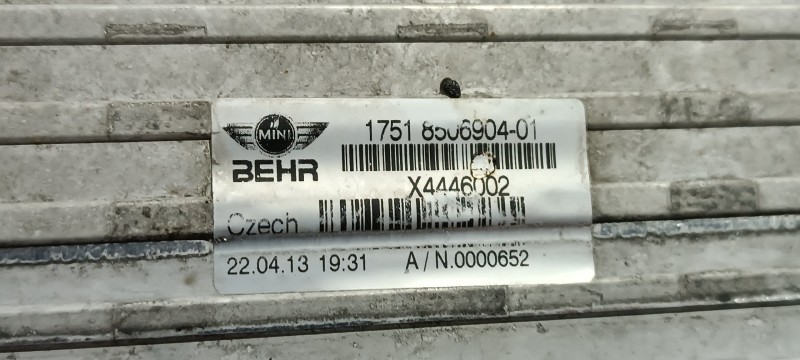 MINI
BEHR
1751 8506904-01
X4446002
Czech
22.04.13 19:31 A/N.0000652